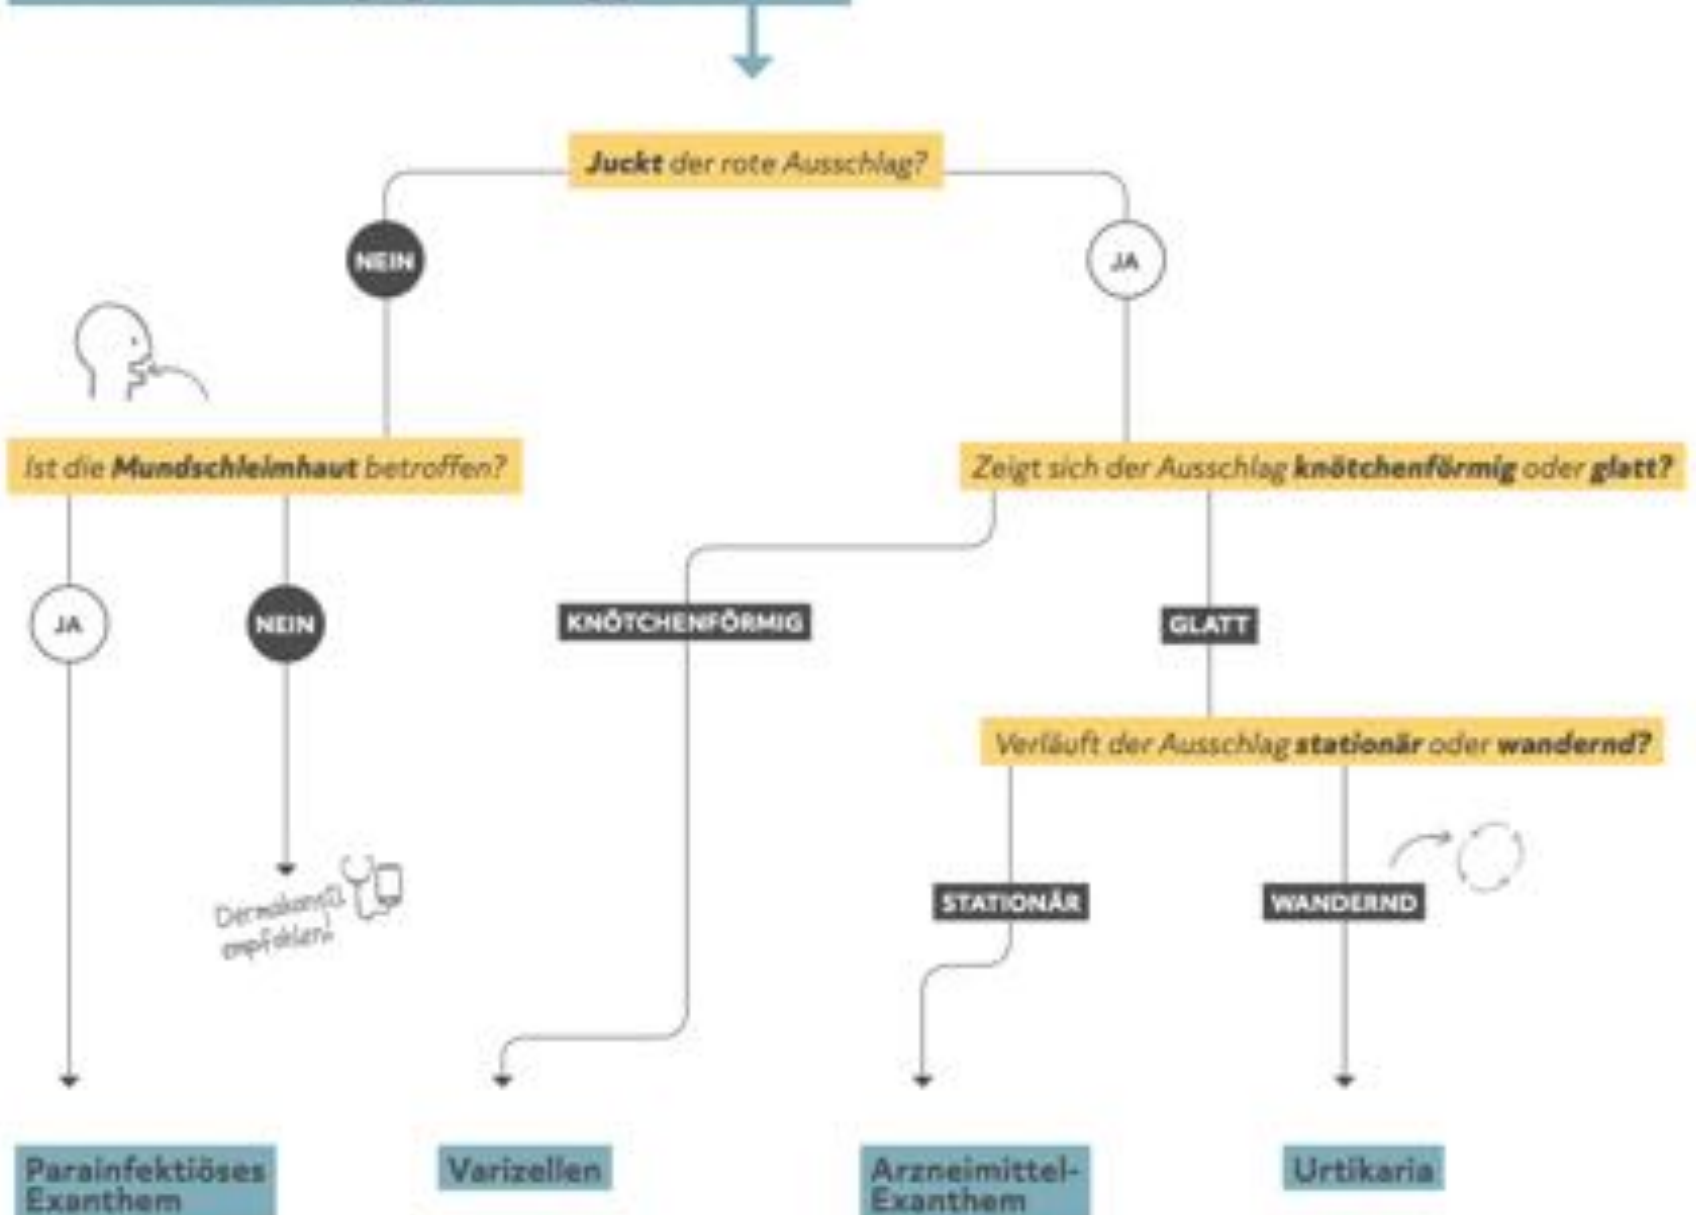 Juckt der rote Ausschlag?
NEIN
JA
Ist die Mundschleimhaut betroffen?
Zeigt sich der Ausschlag knötchenförmig oder glatt?
JA
NEIN
KNÖTCHENFÖRMIG
GLATT
Verläuft der Ausschlag stationär oder wandernd?
STATIONÄR
WANDERND
empfohlen!
Parainfektiöses
Exanthem
Varizellen
Arzneimittel-
Exanthem
Urtikaria